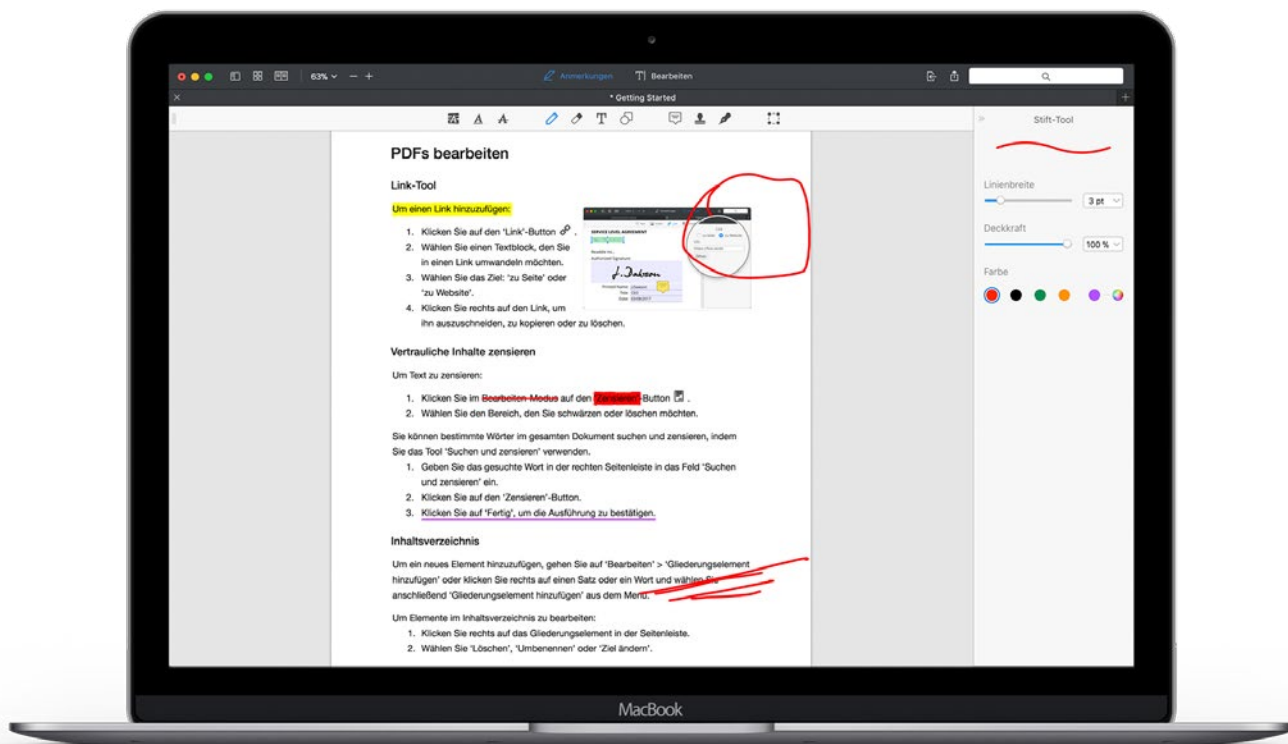 63%
Anmerkungen
Bearbeiten
* Getting Started
Stift-Tool
PDFs bearbeiten
Link-Tool
Um einen Link hinzuzufügen:
1. Klicken Sie auf den 'Link'-Button .
2. Wählen Sie einen Textblock, den Sie
in einen Link umwandeln möchten.
3. Wählen Sie das Ziel: 'zu Seite' oder
'zu Website'.
4. Klicken Sie rechts auf den Link, um
ihn auszuschneiden, zu kopieren oder zu löschen.
SERVICE LEVEL AGREEMENT
Authorized Signature:
J. Dawson
Vertrauliche Inhalte zensieren
Um Text zu zensieren:
1. Klicken Sie im Bearbeiten-Modus auf den 'Zensieren'-Button .
2. Wählen Sie den Bereich, den Sie schwärzen oder löschen möchten.
Sie können bestimmte Wörter im gesamten Dokument suchen und zensieren, indem
Sie das Tool 'Suchen und zensieren' verwenden.
1. Geben Sie das gesuchte Wort in der rechten Seitenleiste in das Feld 'Suchen
und zensieren' ein.
2. Klicken Sie auf den 'Zensieren'-Button.
3. Klicken Sie auf 'Fertig', um die Ausführung zu bestätigen.
Inhaltsverzeichnis
Um ein neues Element hinzuzufügen, gehen Sie auf 'Bearbeiten' > 'Gliederungselement
hinzufügen' oder klicken Sie rechts auf einen Satz oder ein Wort und wählen Sie
anschließend 'Gliederungselement hinzufügen' aus dem Menü.
Um Elemente im Inhaltsverzeichnis zu bearbeiten:
1. Klicken Sie rechts auf das Gliederungselement in der Seitenleiste.
2. Wählen Sie 'Löschen', 'Umbenennen' oder 'Ziel ändern'.
Linienbreite
3 pt
Deckkraft
100 %
Farbe
MacBook